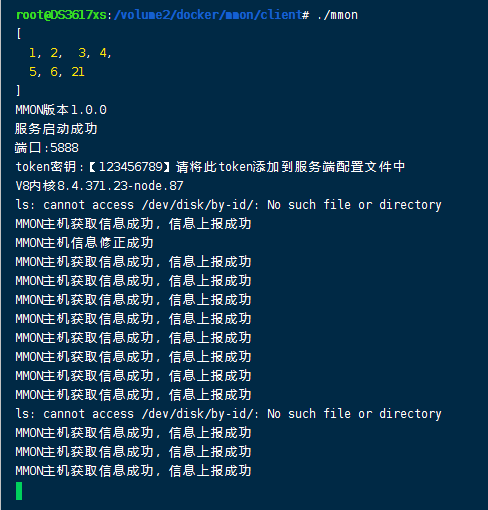 root@DS3617xs:/volume2/docker/mmon/client# ./mmon
[
  1, 2,  3, 4,
  5, 6, 21
]
MMON版本1.0.0
服务启动成功
端口:5888
token密钥:【123456789】请将此token添加到服务端配置文件中
V8内核8.4.371.23-node.87
ls: cannot access /dev/disk/by-id/: No such file or directory
MMON主机获取信息成功, 信息上报成功
MMON主机信息修正成功
MMON主机获取信息成功, 信息上报成功
MMON主机获取信息成功, 信息上报成功
MMON主机获取信息成功, 信息上报成功
MMON主机获取信息成功, 信息上报成功
MMON主机获取信息成功, 信息上报成功
MMON主机获取信息成功, 信息上报成功
MMON主机获取信息成功, 信息上报成功
MMON主机获取信息成功, 信息上报成功
ls: cannot access /dev/disk/by-id/: No such file or directory
MMON主机获取信息成功, 信息上报成功
MMON主机获取信息成功, 信息上报成功
MMON主机获取信息成功, 信息上报成功